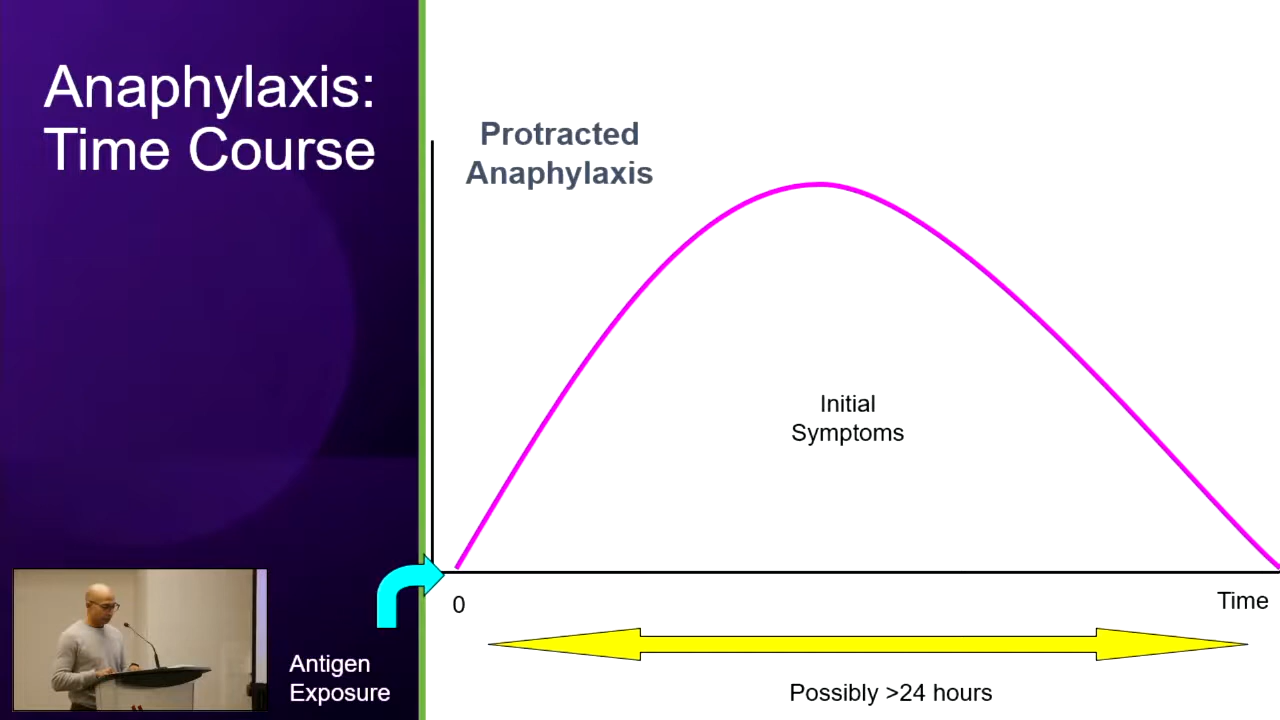 Anaphylaxis:
Time Course
Protracted
Anaphylaxis
Initial
Symptoms
0
Time
Antigen
Exposure
Possibly >24 hours